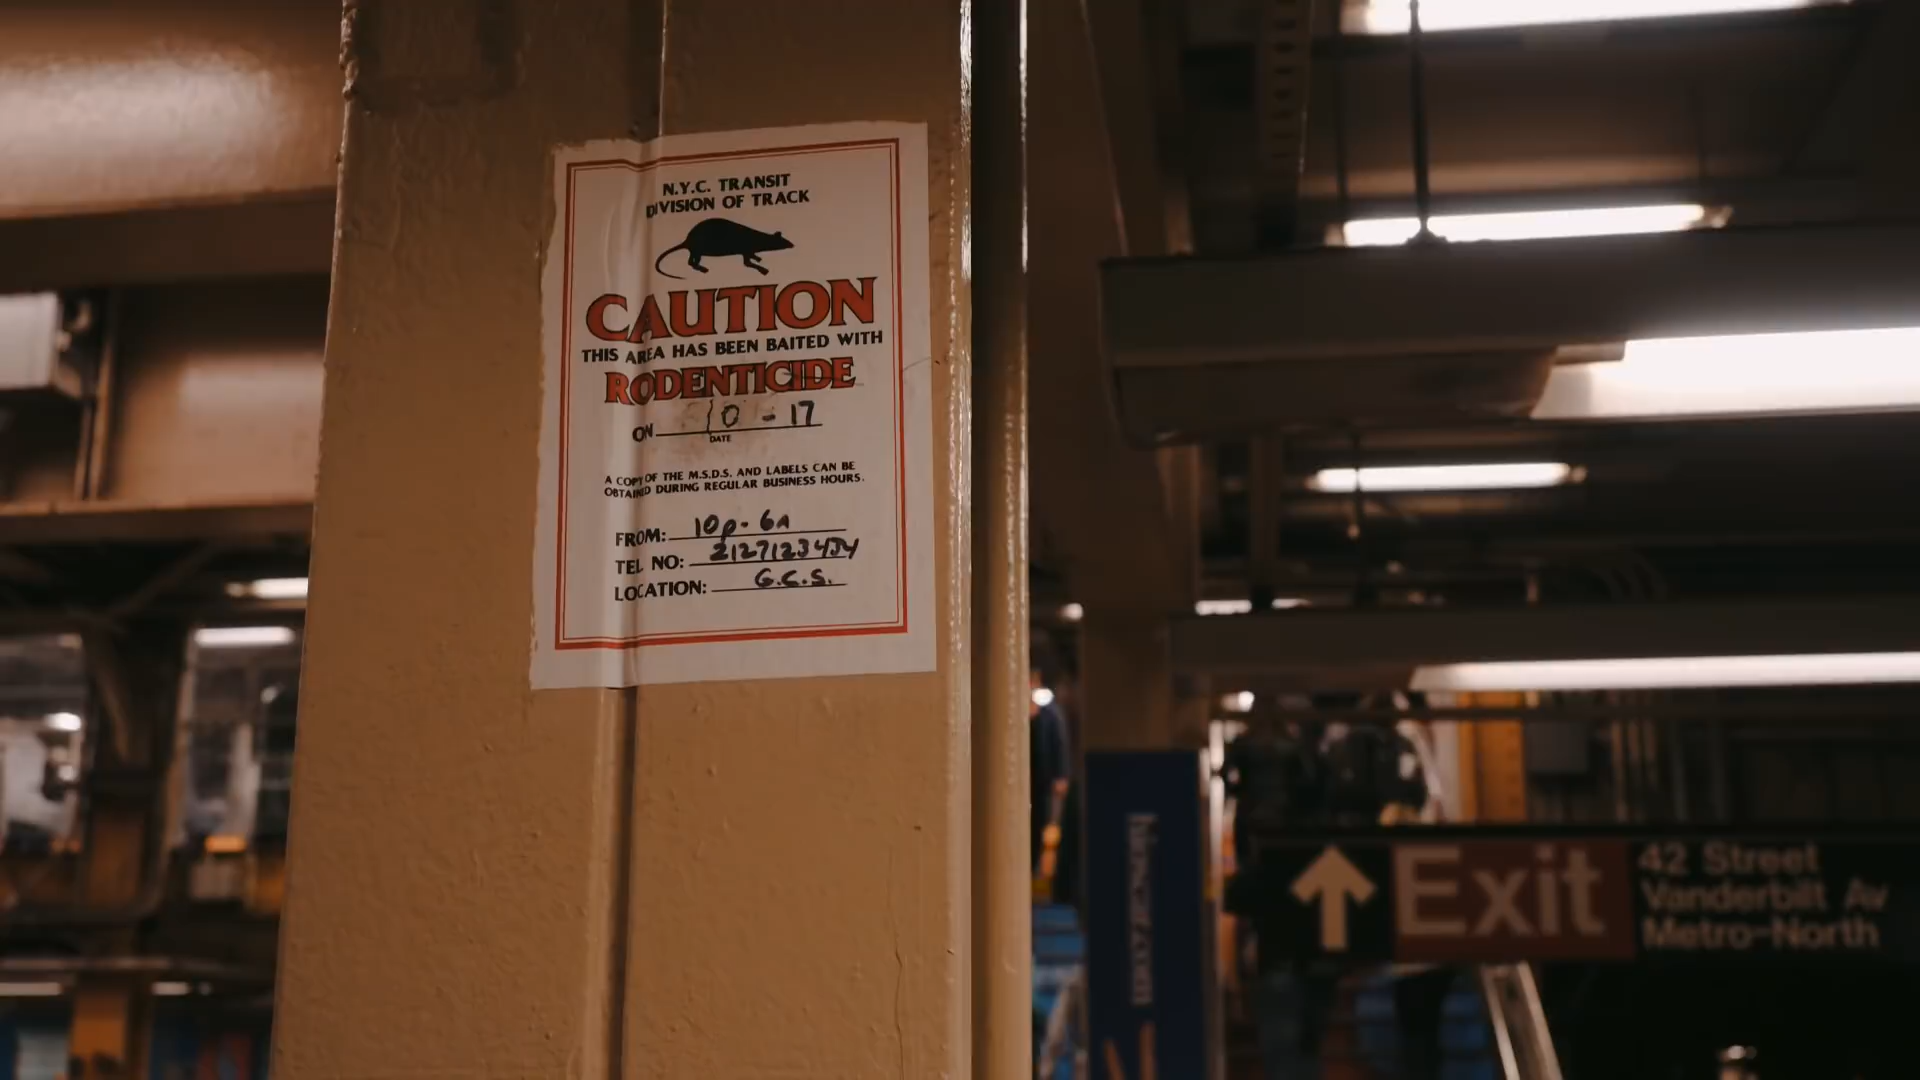 N.Y.C. TRANSIT
DIVISION OF TRACK
CAUTION
THIS AREA HAS BEEN BAITED WITH
RODENTICIDE
ON 10-17
DATE
A COPY OF THE M.S.D.S. AND LABELS CAN BE
OBTAINED DURING REGULAR BUSINESS HOURS.
FROM: 10p-6A
TEL NO:
LOCATION: G.C.S.
Exit
42 Street
Vanderbilt Av
Metro-North